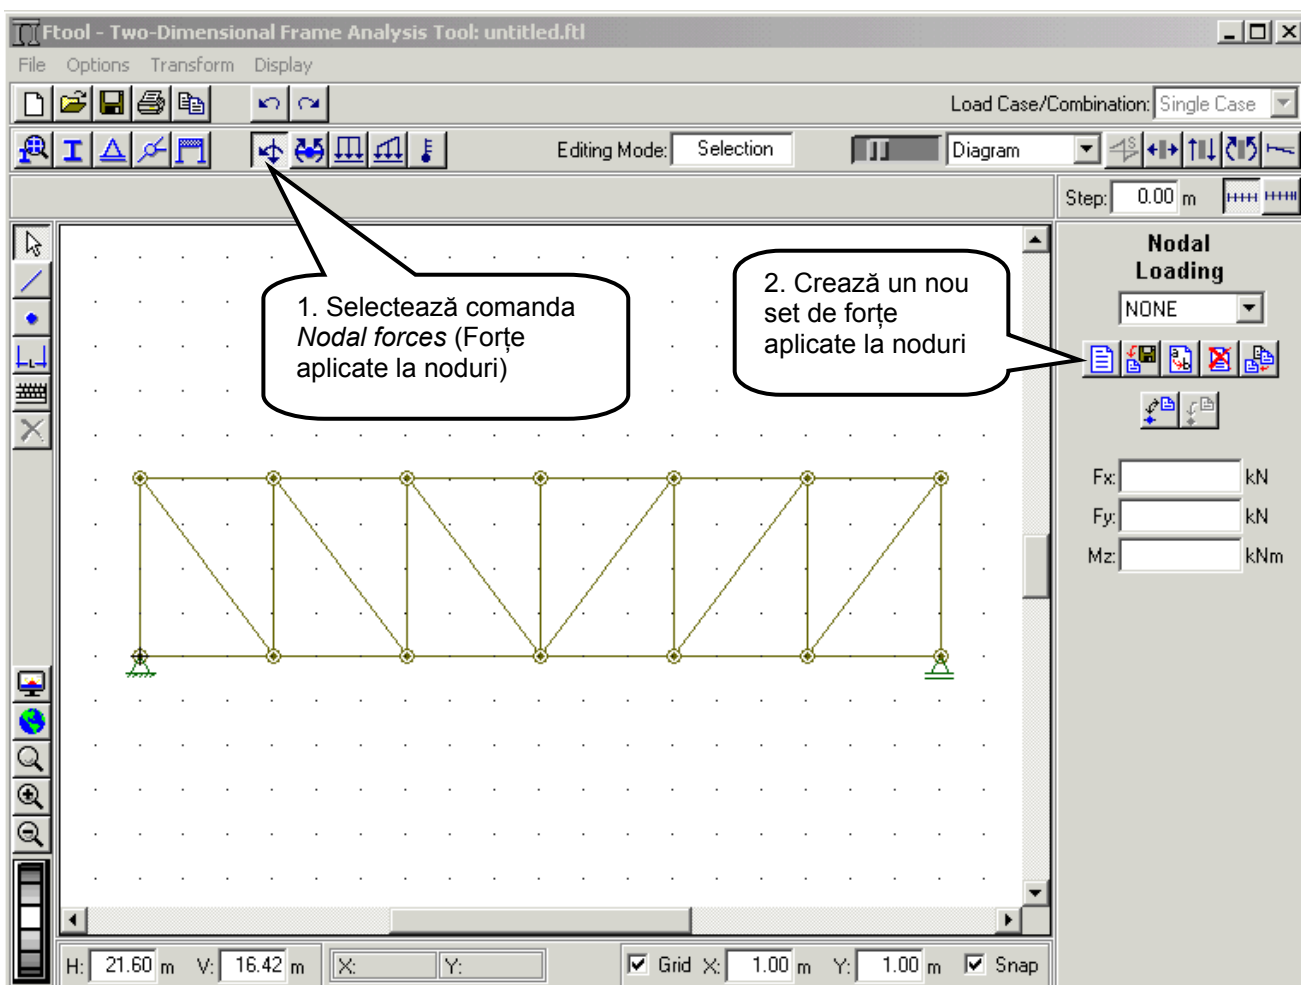 Ftool - Two-Dimensional Frame Analysis Tool: untitled.ftl
File Options Transform Display
Load Case/Combination: Single Case
Editing Mode: Selection Diagram
Step: 0.00 m
Nodal
Loading
NONE
1. Selectează comanda
Nodal forces (Forţe
aplicate la noduri)
2. Crează un nou
set de forţe
aplicate la noduri
Fx: kN
Fy: kN
Mz: kNm
H: 21.60 m V: 16.42 m X: Y: Grid X: 1.00 m Y: 1.00 m Snap